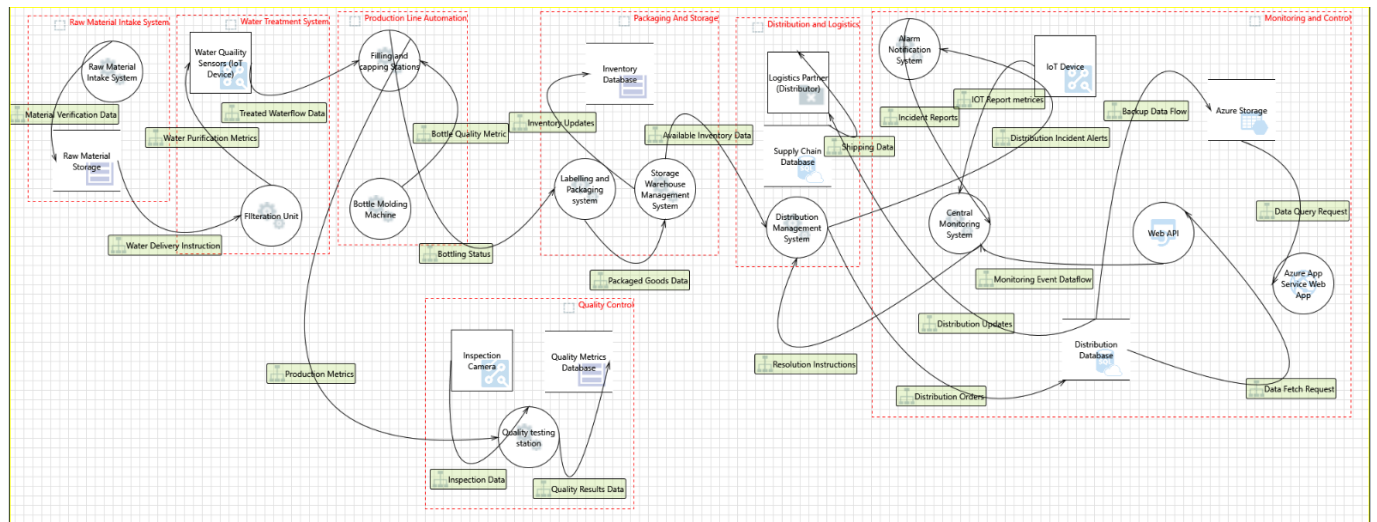 Raw Material Intake System
Water Treatment System
Production Line Automation
Packaging And Storage
Distribution and Logistics
Monitoring and Control
Raw Material
Intake System
Water Quaility
Sensors (IoT
Device)
Filling and
capping Stations
Inventory
Database
Logistics Partner
(Distributor)
Alarm
Notification
System
IoT Device
Azure Storage
Material Verification Data
Treated Waterflow Data
Water Purification Metrics
Bottle Quality Metric
Inventory Updates
Available Inventory Data
Shipping Data
Incident Reports
IOT Report metrices
Backup Data Flow
Distribution Incident Alerts
Raw Material
Storage
Supply Chain
Database
Labelling and
Packaging
system
Storage
Warehouse
Management
System
FIlteration Unit
Bottle Molding
Machine
Distribution
Management
System
Central
Monitoring
System
Web API
Data Query Request
Water Delivery Instruction
Bottling Status
Packaged Goods Data
Monitoring Event Dataflow
Azure App
Service Web
App
Quality Control
Distribution Updates
Distribution
Database
Inspection
Camera
Quality Metrics
Database
Production Metrics
Resolution Instructions
Distribution Orders
Data Fetch Request
Quality testing
station
Inspection Data
Quality Results Data